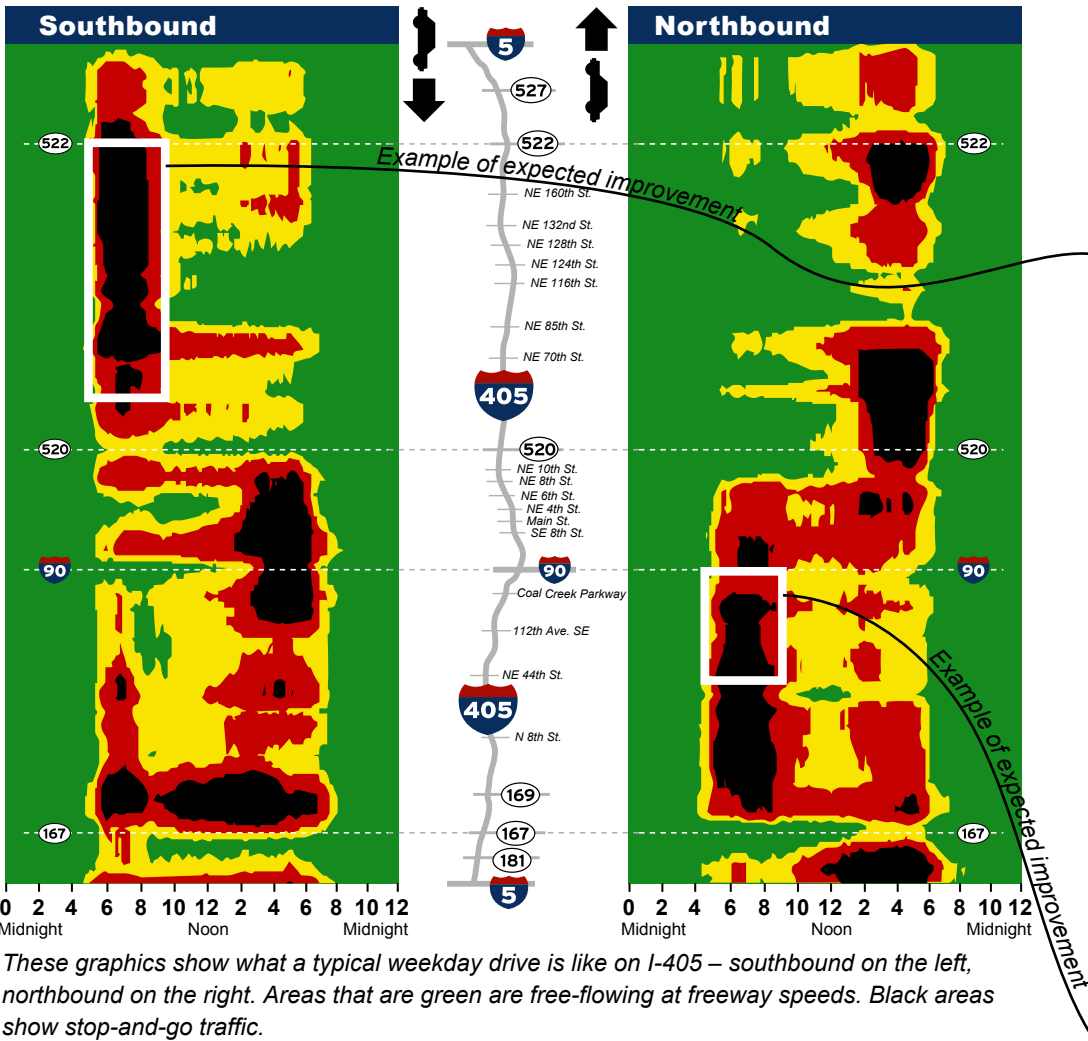 Southbound
Northbound
5
527
522
522
522
Example of expected improvement
NE 160th St.
NE 132nd St.
NE 128th St.
NE 124th St.
NE 116th St.
NE 85th St.
NE 70th St.
405
520
520
520
NE 10th St.
NE 8th St.
NE 6th St.
NE 4th St.
Main St.
SE 8th St.
90
90
90
Coal Creek Parkway
112th Ave. SE
NE 44th St.
405
N 8th St.
Example of expected improvement
169
167
167
167
181
5
0 2 4 6 8 10 12 2 4 6 8 10 12
Midnight Noon Midnight
0 2 4 6 8 10 12 2 4 6 8 10 12
Midnight Noon Midnight
These graphics show what a typical weekday drive is like on I-405 – southbound on the left,
northbound on the right. Areas that are green are free-flowing at freeway speeds. Black areas
show stop-and-go traffic.